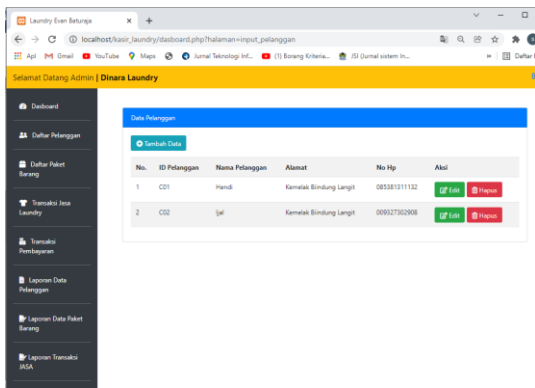 Laundry Evan Baturaja
localhost/kasir_laundry/dasboard.php?halaman=input_pelanggan
Apl Gmail YouTube Maps Jurnal Teknologi Inf... (1) Borang Kriteria... JSI (Jurnal sistem In... Daftar
Selamat Datang Admin | Dinara Laundry
Dasboard
Daftar Pelanggan
Daftar Paket
Barang
Transaksi Jasa
Laundry
Transaksi
Pembayaran
Laporan Data
Pelanggan
Laporan Data Paket
Barang
Laporan Transaksi
JASA
Data Pelanggan
Tambah Data
No. ID Pelanggan Nama Pelanggan Alamat No Hp Aksi
1 C01 Hendi Kemelak BIindung Langit 085381311132 Edit Hapus
2 C02 Ijal Kemelak BIindung Langit 009327302908 Edit Hapus